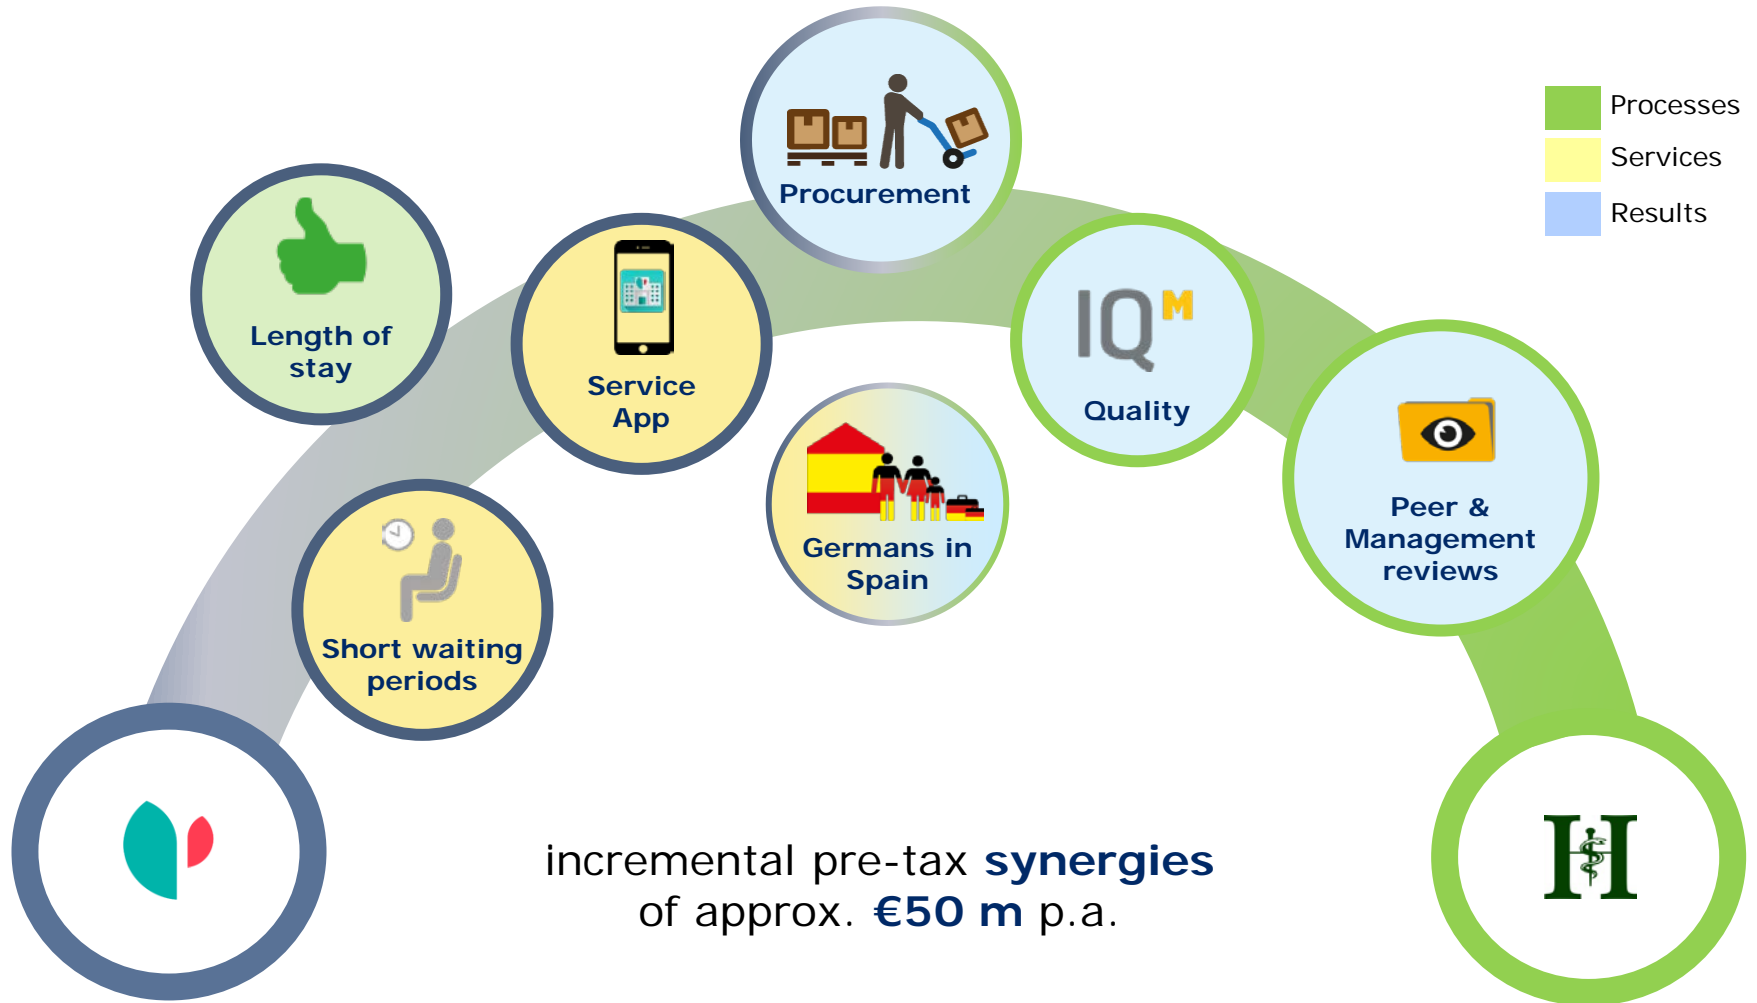 Processes
Services
Results
Procurement
Length of
stay
Service
App
IQM
Quality
Germans in
Spain
Peer &
Management
reviews
Short waiting
periods
H
incremental pre-tax synergies
of approx. €50 m p.a.